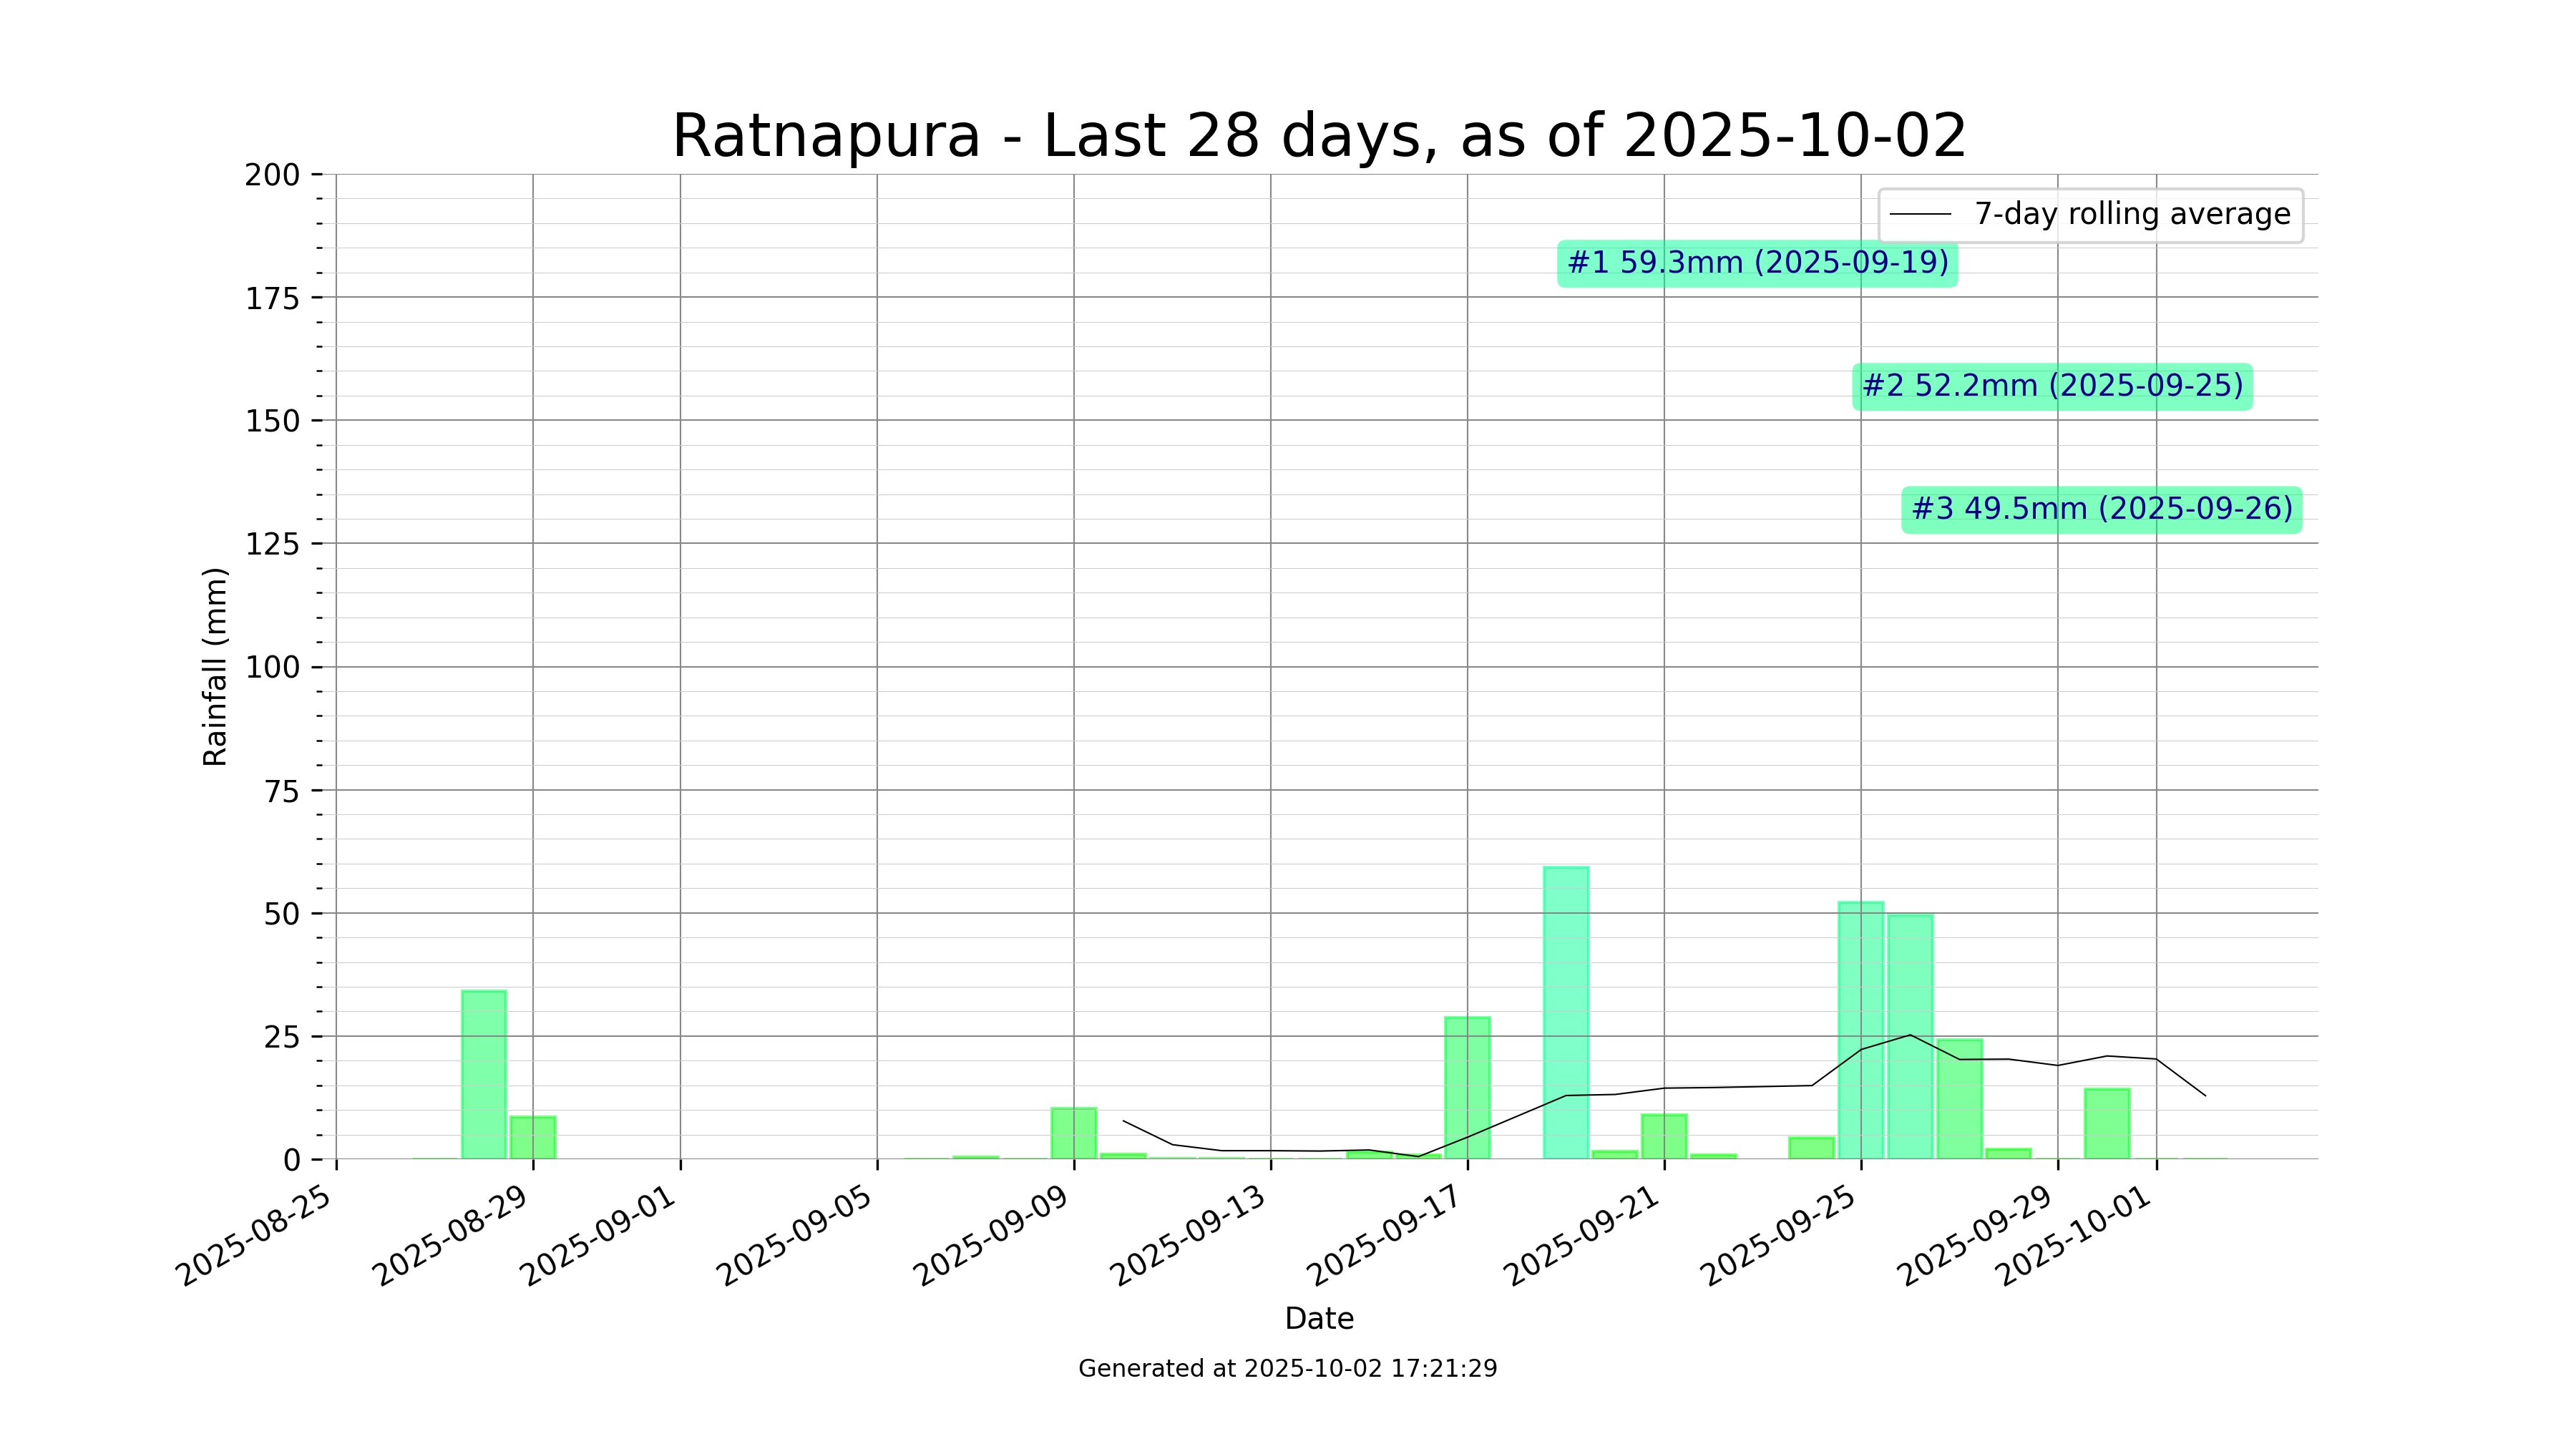 Ratnapura - Last 28 days, as of 2025-10-02
200
175
150
125
100
75
50
25
0
Rainfall (mm)
7-day rolling average
#1 59.3mm (2025-09-19)
#2 52.2mm (2025-09-25)
#3 49.5mm (2025-09-26)
2025-08-25
2025-08-29
2025-09-01
2025-09-05
2025-09-09
2025-09-13
2025-09-17
2025-09-21
2025-09-25
2025-09-29
2025-10-01
Date
Generated at 2025-10-02 17:21:29